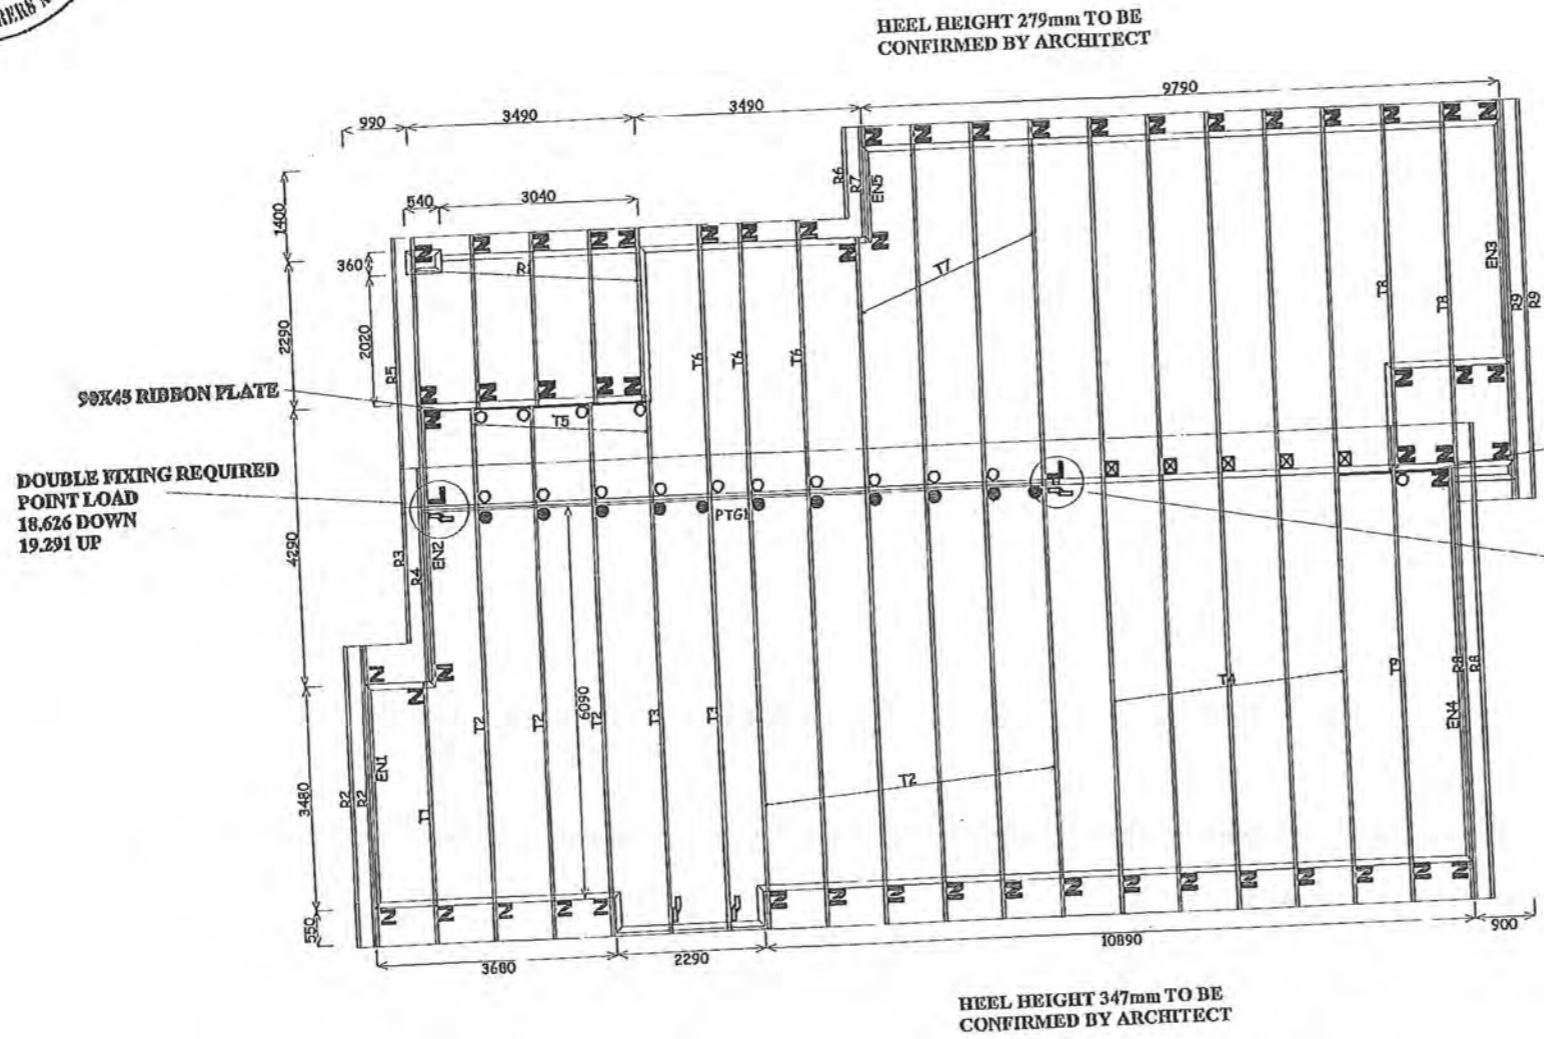 HEEL HEIGHT 279mm TO BE
CONFIRMED BY ARCHITECT
990
3490
3490
9790
540
3040
1400
360
2290
2020
R5
R6
R7
EN5
T7
T6
T6
T6
T8
T8
EN3
R9
R9
90X45 RIBBON PLATE
T5
DOUBLE FIXING REQUIRED
POINT LOAD
18.626 DOWN
19.291 UP
4290
R3
R4
EN2
6090
T2
T2
T2
T3
T3
T9
R8
R8
EN4
3480
R2
R2
EN1
T1
T2
550
3680
2290
10890
900
HEEL HEIGHT 347mm TO BE
CONFIRMED BY ARCHITECT